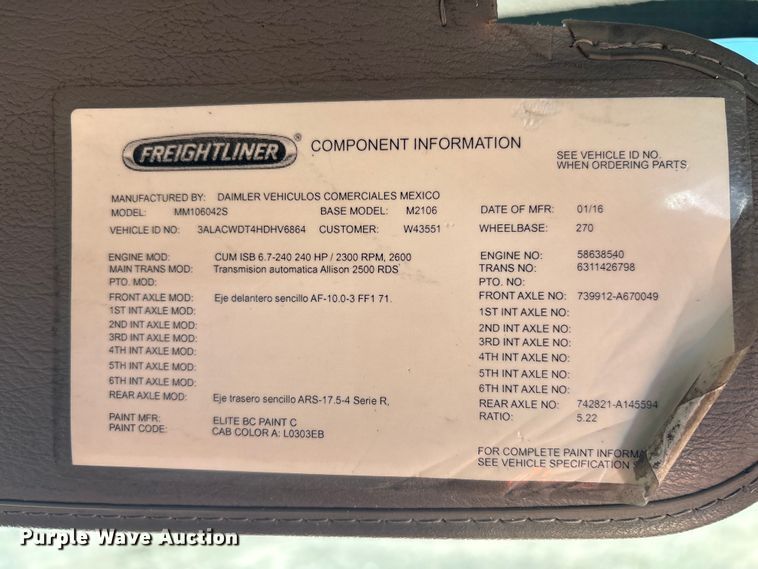 FREIGHTLINER ® COMPONENT INFORMATION
SEE VEHICLE ID NO.
WHEN ORDERING PARTS
MANUFACTURED BY: DAIMLER VEHICULOS COMERCIALES MEXICO
MODEL: MM106042S BASE MODEL: M2106 DATE OF MFR: 01/16
VEHICLE ID NO: 3ALACWDT4HDHV6864 CUSTOMER: W43551 WHEELBASE: 270
ENGINE MOD: CUM ISB 6.7-240 240 HP / 2300 RPM, 2600 ENGINE NO: 58638540
MAIN TRANS MOD: Transmision automatica Allison 2500 RDS TRANS NO: 6311426798
PTO. MOD: PTO. NO:
FRONT AXLE MOD: Eje delantero sencillo AF-10.0-3 FF1 71. FRONT AXLE NO: 739912-A670049
1ST INT AXLE MOD: 1ST INT AXLE NO:
2ND INT AXLE MOD: 2ND INT AXLE NO:
3RD INT AXLE MOD: 3RD INT AXLE NO:
4TH INT AXLE MOD: 4TH INT AXLE NO:
5TH INT AXLE MOD: 5TH INT AXLE NO:
6TH INT AXLE MOD: 6TH INT AXLE NO:
REAR AXLE MOD: Eje trasero sencillo ARS-17.5-4 Serie R, REAR AXLE NO: 742821-A145594
RATIO: 5.22
PAINT MFR: ELITE BC PAINT C
PAINT CODE: CAB COLOR A: L0303EB
FOR COMPLETE PAINT INFORMA
SEE VEHICLE SPECIFICATION S
Purple Wave Auction